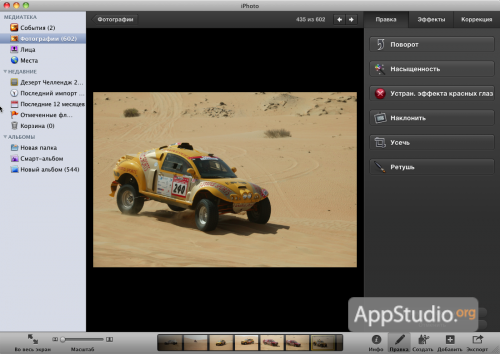 iPhoto
МЕДИАТЕКА
События (2)
Фотографии (602)
Лица
Места
НЕДАВНИЕ
Дезерт Челлендж 2...
Последний импорт ...
Последние 12 месяцев
Отмеченные фл...
Корзина (0)
АЛЬБОМЫ
Новая папка
Смарт-альбом
Новый альбом (544)
Фотографии
435 из 602
240
Правка Эффекты Коррекция
Поворот
Насыщенность
Устран. эффекта красных глаз
Наклонить
Усечь
Ретушь
AppStudio.org
Во весь экран
Масштаб
Инфо Правка Создать Добавить Экспорт